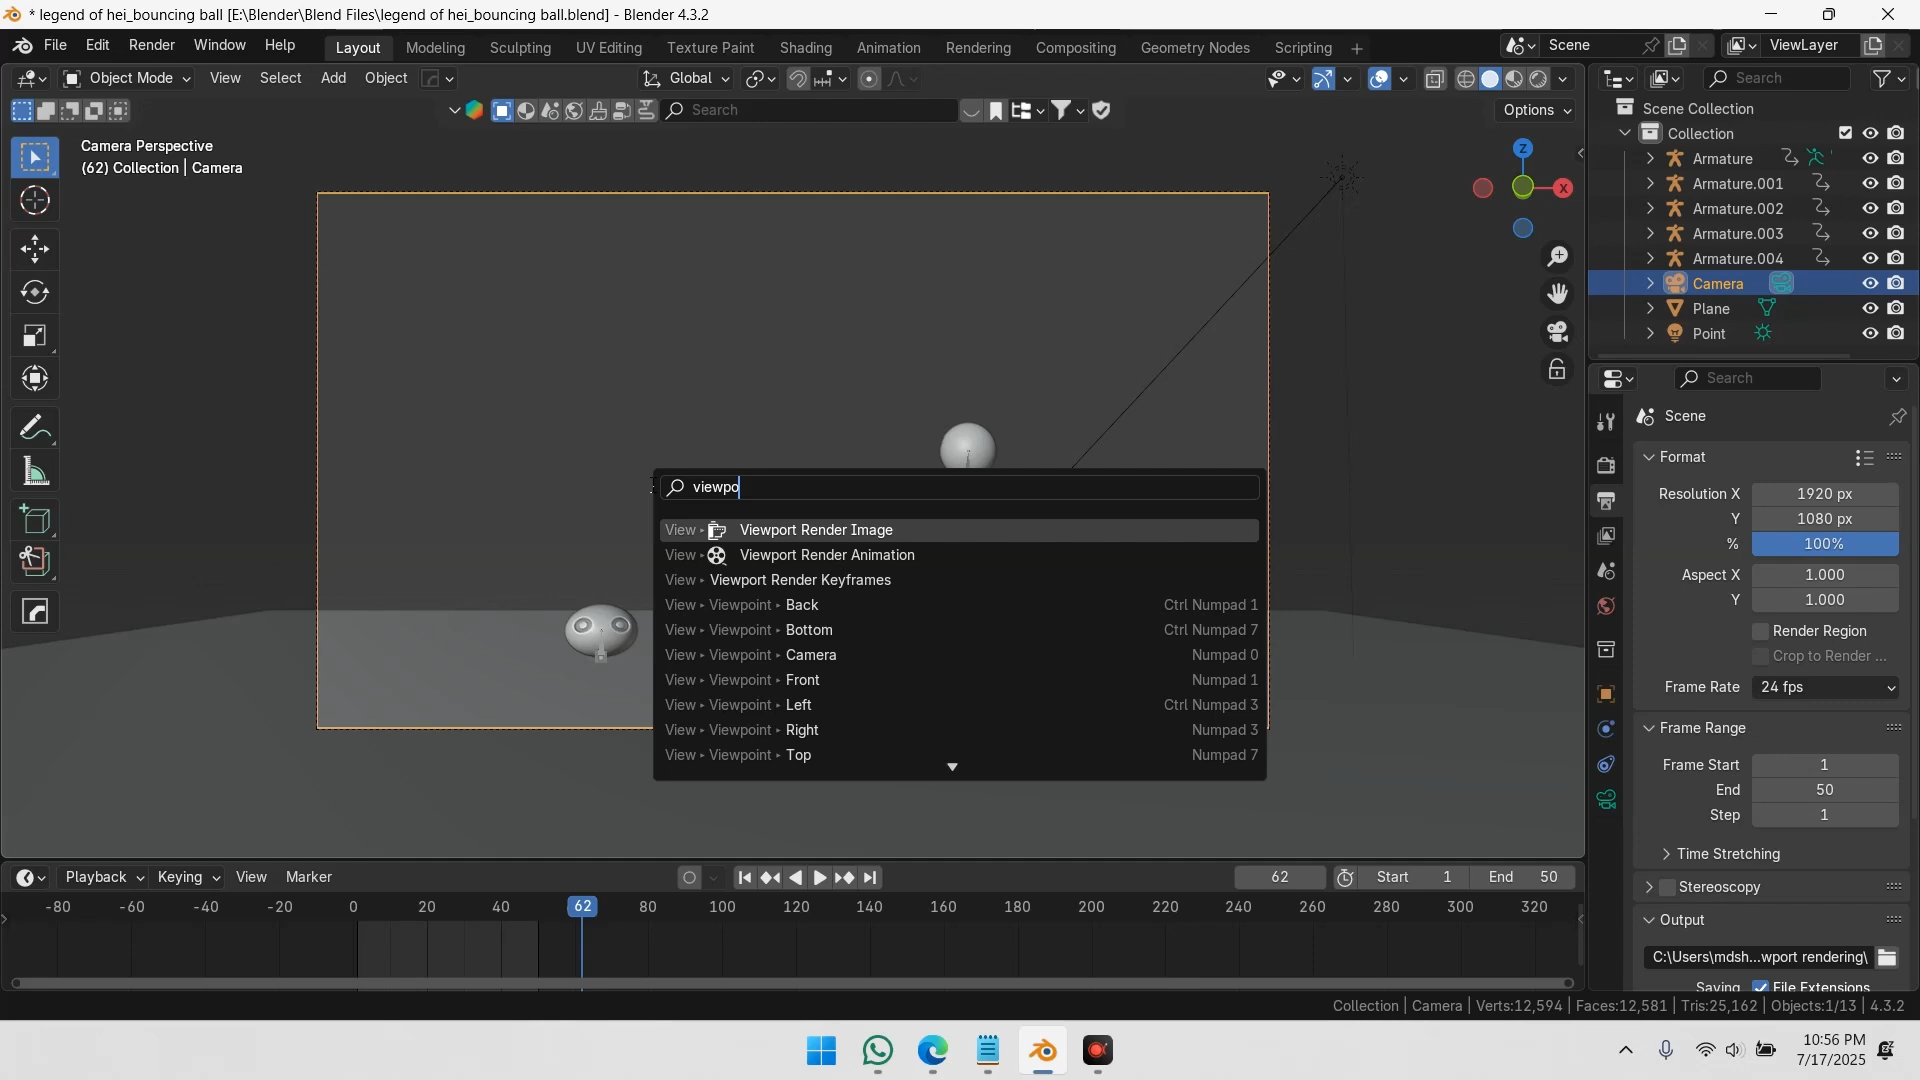 * legend of hei_bouncing ball [E:\Blender\Blend Files\legend of hei_bouncing ball.blend] - Blender 4.3.2
File Edit Render Window Help Layout Modeling Sculpting UV Editing Texture Paint Shading Animation Rendering Compositing Geometry Nodes Scripting + Scene ViewLayer
Object Mode View Select Add Object Global Search
Search Options
Scene Collection
Collection
Armature
Armature.001
Armature.002
Armature.003
Armature.004
Camera
Plane
Point
Camera Perspective
(62) Collection | Camera
Z
X
viewpo
View Viewport Render Image
View Viewport Render Animation
View Viewport Render Keyframes
View Viewpoint Back Ctrl Numpad 1
View Viewpoint Bottom Ctrl Numpad 7
View Viewpoint Camera Numpad 0
View Viewpoint Front Numpad 1
View Viewpoint Left Ctrl Numpad 3
View Viewpoint Right Numpad 3
View Viewpoint Top Numpad 7
Search
Scene
Format
Resolution X 1920 px
Y 1080 px
% 100%
Aspect X 1.000
Y 1.000
Render Region
Crop to Render ...
Frame Rate 24 fps
Frame Range
Frame Start 1
End 50
Step 1
Time Stretching
Stereoscopy
Output
C:\Users\mdsh...wport rendering\
Saving File Extensions
Playback Keying View Marker 62 Start 1 End 50
-80 -60 -40 -20 0 20 40 62 80 100 120 140 160 180 200 220 240 260 280 300 320
Collection | Camera | Verts:12,594 | Faces:12,581 | Tris:25,162 | Objects:1/13 | 4.3.2
10:56 PM
7/17/2025